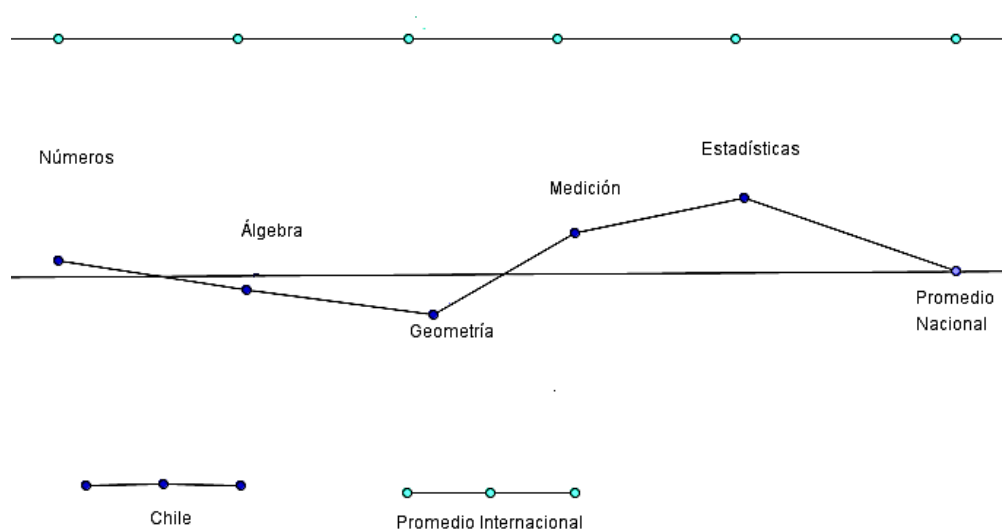 Estadísticas
Números
Medición
Álgebra
Promedio
Nacional
Geometría
Chile
Promedio Internacional